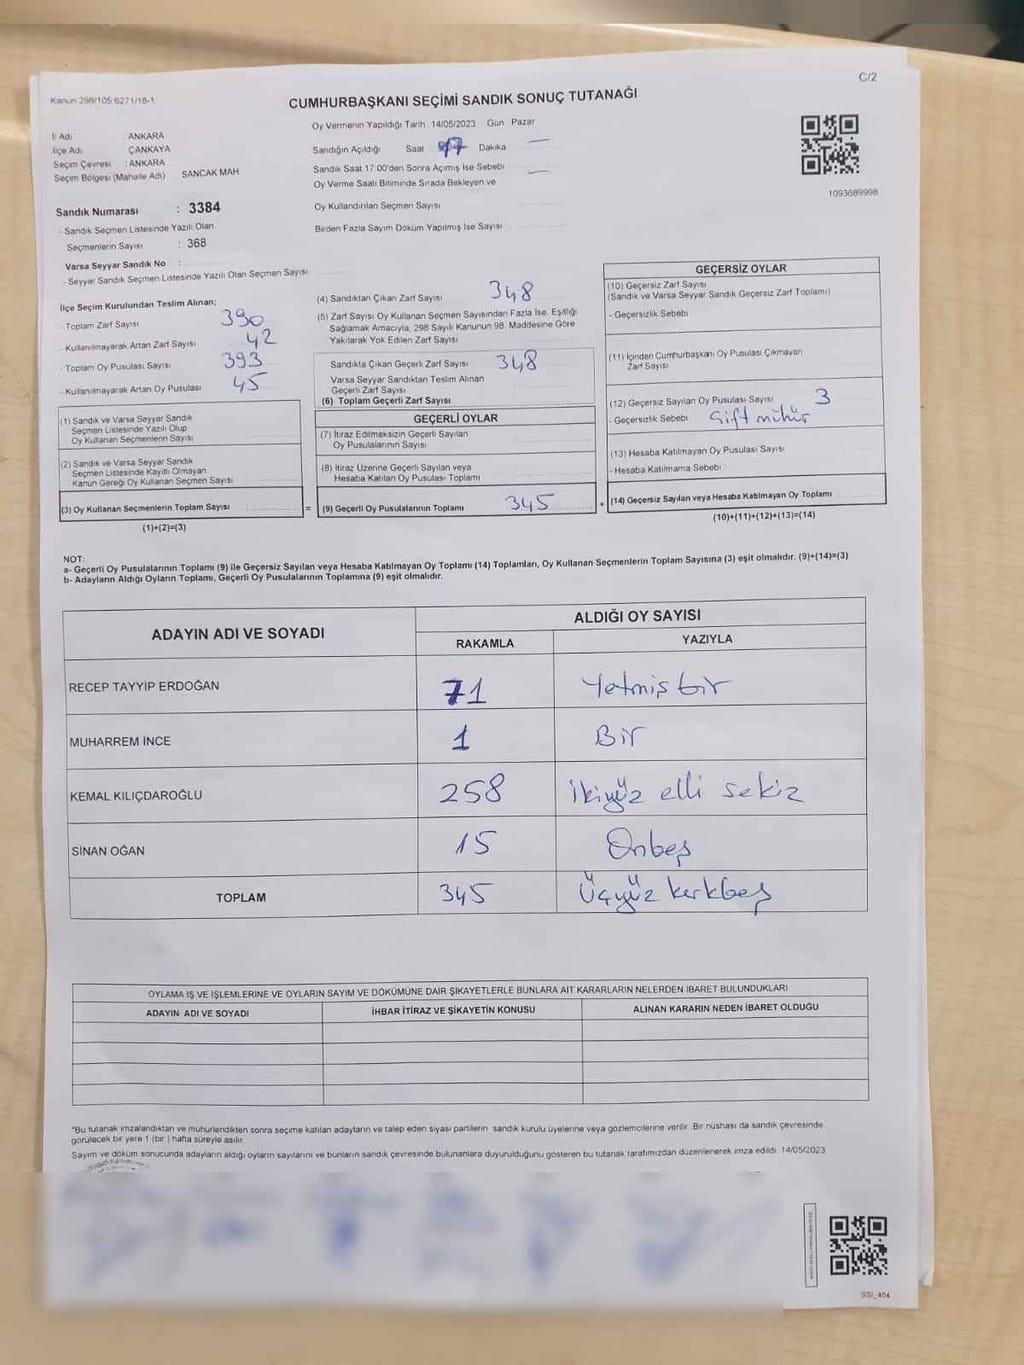 C/2
Kanun:298/105:6271/18-1
CUMHURBAŞKANI SEÇİMİ SANDIK SONUÇ TUTANAĞI
İl Adı ANKARA
İlçe Adı ÇANKAYA
Seçim Çevresi : ANKARA
Seçim Bölgesi (Mahalle Adı) SANCAK MAH
Sandık Numarası : 3384
- Sandık Seçmen Listesinde Yazılı Olan
Seçmenlerin Sayısı : 368
Varsa Seyyar Sandık No :
- Seyyar Sandık Seçmen Listesinde Yazılı Olan Seçmen Sayısı
Oy Vermenin Yapıldığı Tarih 14/05/2023 Gün Pazar
Sandığın Açıldığı Saat 17 Dakika —
Sandık Saat 17.00'den Sonra Açımış İse Sebebi —
Oy Verme Saati Bitiminde Sırada Bekleyen ve
Oy Kullandırılan Seçmen Sayısı
Birden Fazla Sayım Döküm Yapılmış İse Sayısı
1093689998
İlçe Seçim Kurulundan Teslim Alınan;
- Toplam Zarf Sayısı 390
- Kullanılmayarak Artan Zarf Sayısı 42
- Toplam Oy Pusulası Sayısı 393
- Kullanılmayarak Artan Oy Pusulası 45
(1) Sandık ve Varsa Seyyar Sandık
Seçmen Listesinde Yazılı Olup
Oy Kullanan Seçmenlerin Sayısı
(2) Sandık ve Varsa Seyyar Sandık
Seçmen Listesinde Kayıtlı Olmayan
Kanun Gereği Oy Kullanan Seçmen Sayısı
(3) Oy Kullanan Seçmenlerin Toplam Sayısı =
(1)+(2)=(3)
(4) Sandıktan Çıkan Zarf Sayısı 348
(5) Zarf Sayısı Oy Kullanan Seçmen Sayısından Fazla İse, Eşitliği
Sağlamak Amacıyla, 298 Sayılı Kanunun 98. Maddesine Göre
Yakılarak Yok Edilen Zarf Sayısı
Sandıkta Çıkan Geçerli Zarf Sayısı 348
Varsa Seyyar Sandıktan Teslim Alınan
Geçerli Zarf Sayısı
(6) Toplam Geçerli Zarf Sayısı
GEÇERLİ OYLAR
(7) İtiraz Edilmeksizin Geçerli Sayılan
Oy Pusulalarının Sayısı
(8) İtiraz Üzerine Geçerli Sayılan veya
Hesaba Katılan Oy Pusulası Toplamı
(9) Geçerli Oy Pusulalarının Toplamı 345 +
GEÇERSİZ OYLAR
(10) Geçersiz Zarf Sayısı
(Sandık ve Varsa Seyyar Sandık Geçersiz Zarf Toplamı)
- Geçersizlik Sebebi
(11) İçinden Cumhurbaşkanı Oy Pusulası Çıkmayan
Zarf Sayısı
(12) Geçersiz Sayılan Oy Pusulası Sayısı 3
- Geçersizlik Sebebi Çift mühür
(13) Hesaba Katılmayan Oy Pusulası Sayısı
- Hesaba Katılmama Sebebi
(14) Geçersiz Sayılan veya Hesaba Katılmayan Oy Toplamı
(10)+(11)+(12)+(13)=(14)
NOT:
a- Geçerli Oy Pusulalarının Toplamı (9) ile Geçersiz Sayılan veya Hesaba Katılmayan Oy Toplamı (14) Toplamları, Oy Kullanan Seçmenlerin Toplam Sayısına (3) eşit olmalıdır. (9)+(14)=(3)
b- Adayların Aldığı Oyların Toplamı, Geçerli Oy Pusulalarının Toplamına (9) eşit olmalıdır.
ADAYIN ADI VE SOYADI ALDIĞI OY SAYISI
RAKAMLA YAZIYLA
RECEP TAYYİP ERDOĞAN 71 Yetmişbir
MUHARREM İNCE 1 Bir
KEMAL KILIÇDAROĞLU 258 İkiyüz elli sekiz
SİNAN OĞAN 15 Onbeş
TOPLAM 345 Üçyüz kırkbeş
OYLAMA İŞ VE İŞLEMLERİNE VE OYLARIN SAYIM VE DÖKÜMÜNE DAİR ŞİKAYETLERLE BUNLARA AİT KARARLARIN NELERDEN İBARET BULUNDUKLARI
ADAYIN ADI VE SOYADI İHBAR İTİRAZ VE ŞİKAYETİN KONUSU ALINAN KARARIN NEDEN İBARET OLDUĞU
*Bu tutanak imzalandıktan ve mühürlendikten sonra seçime katılan adayların ve talep eden siyasi partilerin sandık kurulu üyelerine veya gözlemcilerine verilir. Bir nüshası da sandık çevresinde
görülecek bir yere 1 (bir) hafta süreyle asılır.
Sayım ve döküm sonucunda adayların aldığı oyların sayılarını ve bunların sandık çevresinde bulunanlara duyurulduğunu gösteren bu tutanak tarafımızdan düzenlenerek imza edildi. 14/05/2023
SSI_404